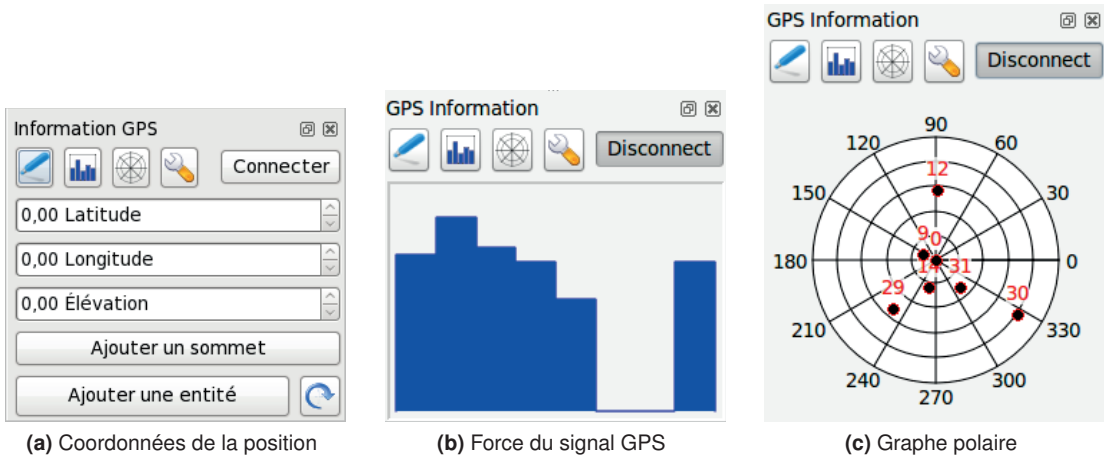 Information GPS
Connecter
0,00 Latitude
0,00 Longitude
0,00 Élévation
Ajouter un sommet
Ajouter une entité
(a) Coordonnées de la position
GPS Information
Disconnect
(b) Force du signal GPS
GPS Information
Disconnect
90
120 60
12
150 30
9 0
180 0
14 31
29 30
210 330
240 300
270
(c) Graphe polaire